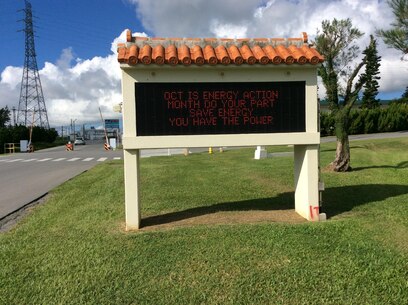 OCT IS ENERGY ACTION
MONTH DO YOUR PART
SAVE ENERGY
YOU HAVE THE POWER